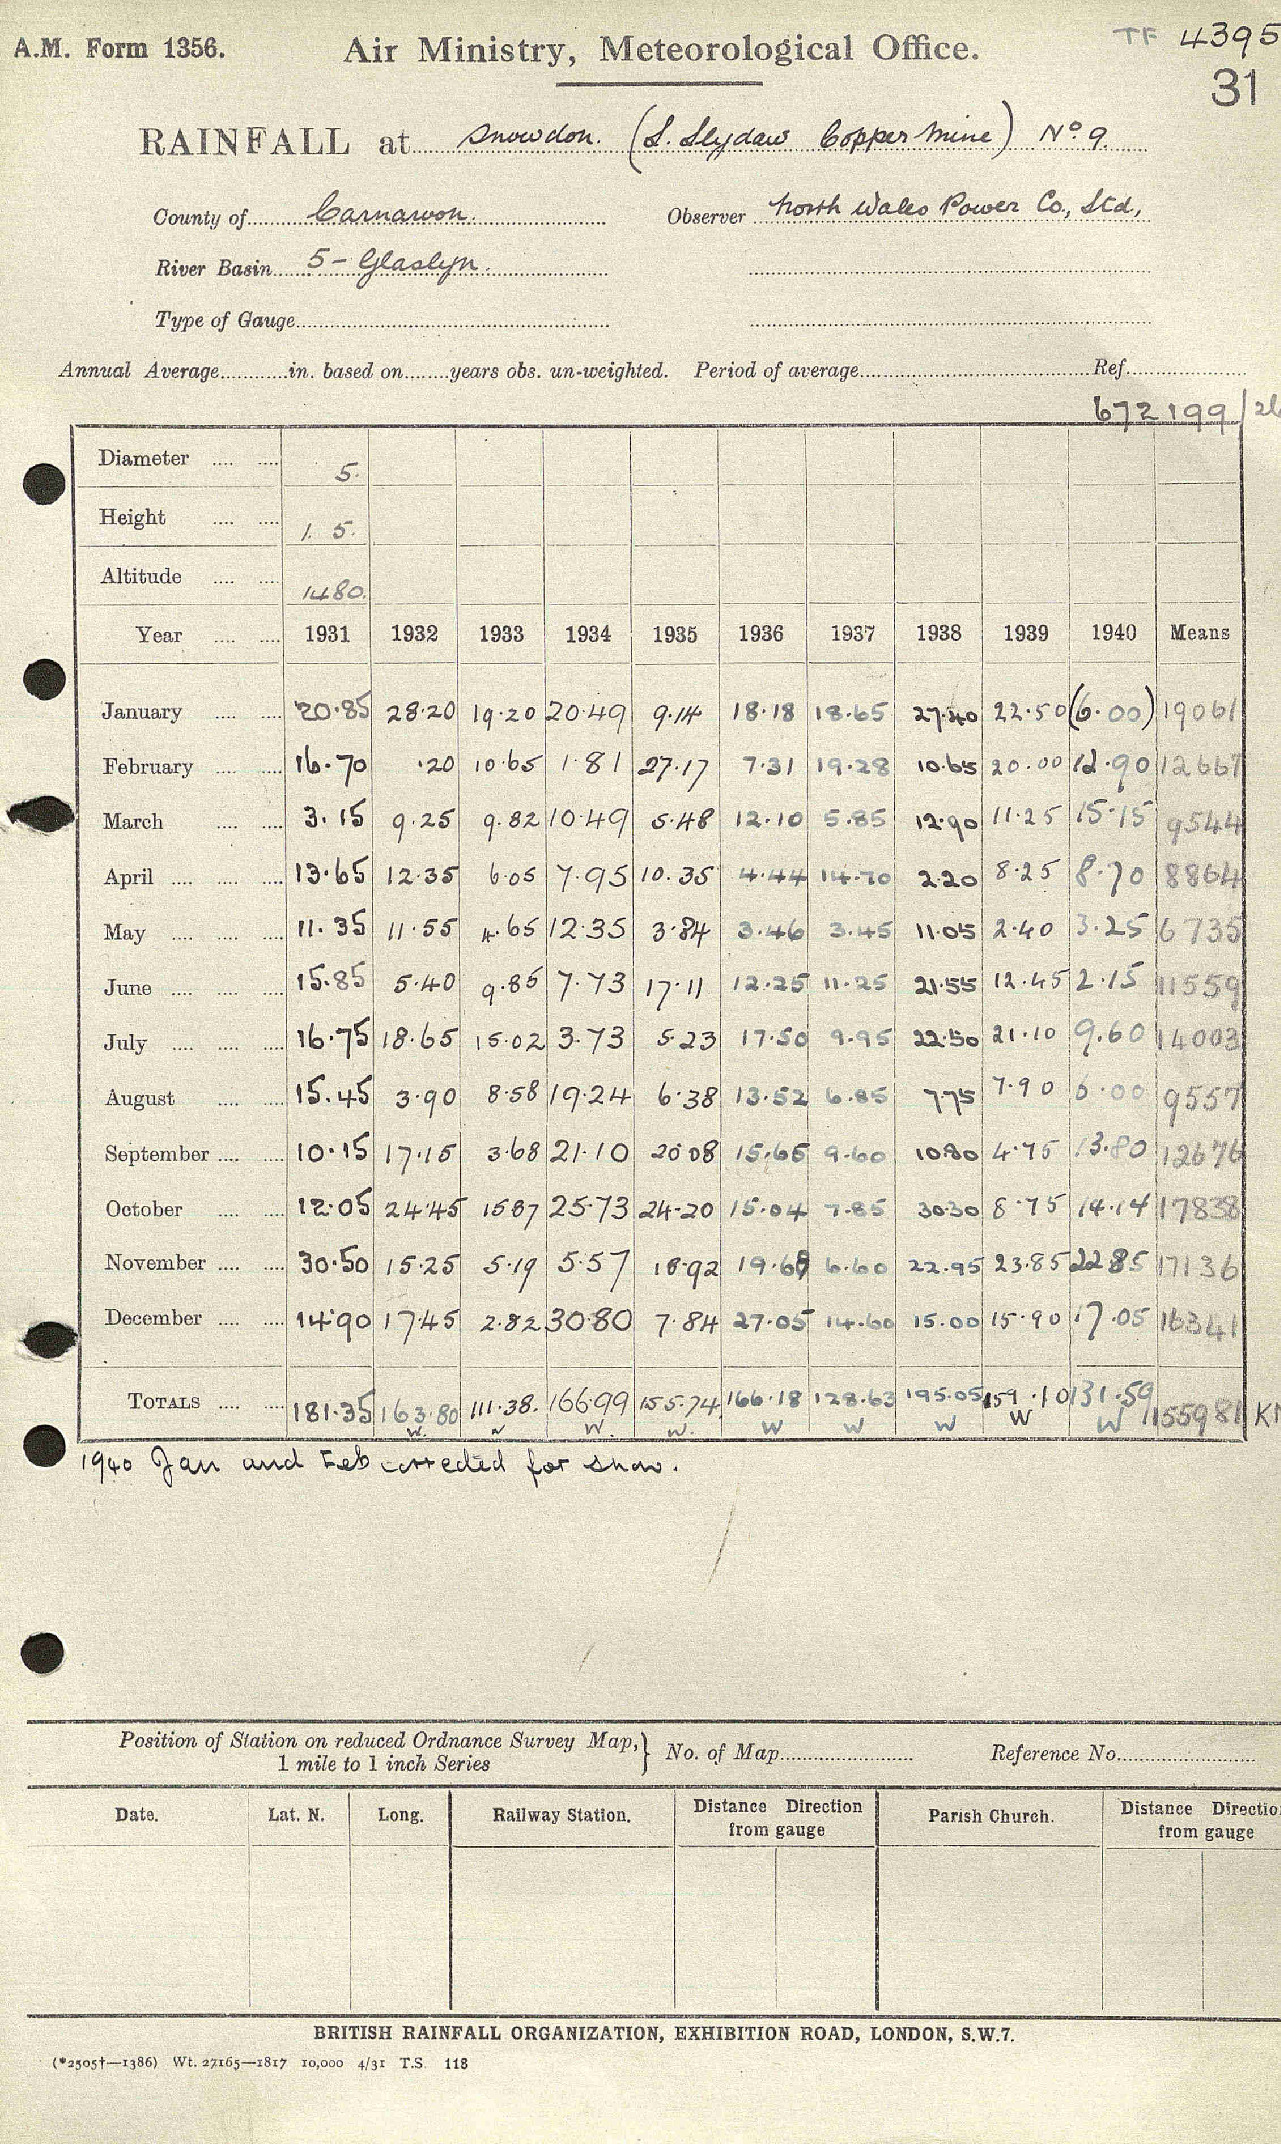 A.M. Form 1356. Air Ministry, Meteorological Office. TF 4395
31
RAINFALL at Snowdon. (L. Llydaw Copper Mine) No 9.
County of Carnarvon. Observer North Wales Power Co., Ltd,
River Basin 5 - Glaslyn.
Type of Gauge
Annual Average in. based on years obs. un-weighted. Period of average Ref.
672199/26
Diameter 5.
Height 1. 5.
Altitude 1480.
Year 1931 1932 1933 1934 1935 1936 1937 1938 1939 1940 Means
January 20.85 28.20 19.20 20.49 9.14 18.18 18.65 27.40 22.50 (6.00) 19061
February 16.70 .20 10.65 1.81 27.17 7.31 19.28 10.65 20.00 12.90 12667
March 3.15 9.25 9.82 10.49 5.48 12.10 5.85 12.90 11.25 15.15 9544
April 13.65 12.35 6.05 7.95 10.35 4.44 14.70 2.20 8.25 8.70 8864
May 11.35 11.55 4.65 12.35 3.84 3.46 3.45 11.05 2.40 3.25 6735
June 15.85 5.40 9.85 7.73 17.11 12.25 11.25 21.55 12.45 2.15 11559
July 16.75 18.65 15.02 3.73 5.23 17.50 9.95 22.50 21.10 9.60 14003
August 15.45 3.90 8.58 19.24 6.38 13.52 6.85 7.75 7.90 6.00 9557
September 10.15 17.15 3.68 21.10 20.08 15.65 9.60 10.80 4.75 13.80 12676
October 12.05 24.45 15.87 25.73 24.20 15.04 7.85 30.30 8.75 14.14 17838
November 30.50 15.25 5.19 5.57 18.92 19.68 6.60 22.95 23.85 22.85 17136
December 14.90 17.45 2.82 30.80 7.84 27.05 14.60 15.00 15.90 17.05 16341
TOTALS 181.35 163.80 111.38. 166.99 155.74 166.18 128.63 195.05 159.10 131.59 155981
W W W W W W W W W
1940 Jan and Feb corrected for snow.
Position of Station on reduced Ordnance Survey Map,
1 mile to 1 inch Series } No. of Map Reference No.
Date. Lat. N. Long. Railway Station. Distance Direction from gauge Parish Church. Distance Directio from gauge
BRITISH RAINFALL ORGANIZATION, EXHIBITION ROAD, LONDON, S.W.7.
(*2505†—1386) Wt. 27165—1817 10,000 4/31 T.S. 118